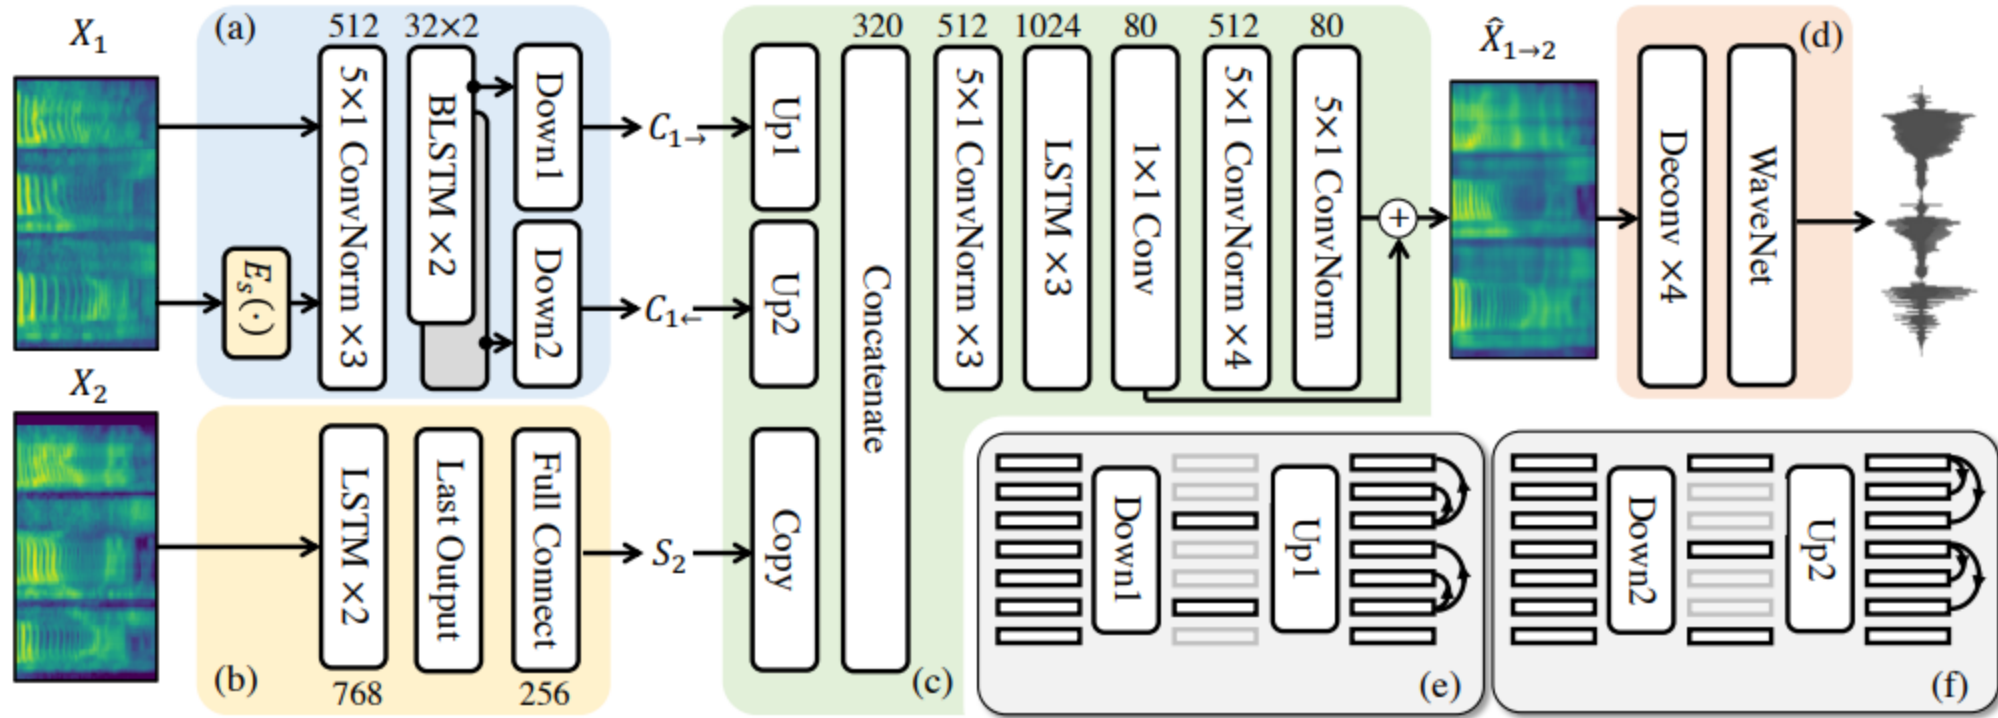 X₁
X₂
(a)
512
32×2
E_s(·)
5×1 ConvNorm ×3
BLSTM ×2
Down1
Down2
C₁→
C₁←
(b)
LSTM ×2
768
Last Output
Full Connect
256
S₂
(c)
Up1
Up2
Copy
320
Concatenate
512
5×1 ConvNorm ×3
1024
LSTM ×3
80
1×1 Conv
512
5×1 ConvNorm ×4
80
5×1 ConvNorm
+
X̂₁→₂
(d)
Deconv ×4
WaveNet
Down1
Up1
(e)
Down2
Up2
(f)